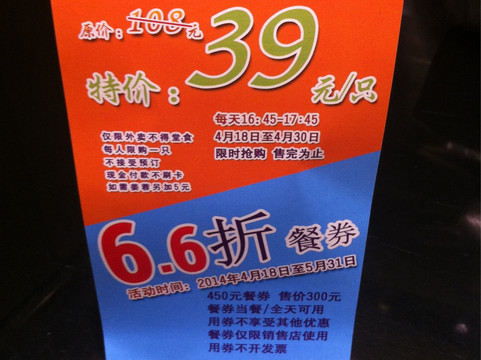 原价：108元
特价：39元/只
每天16：45-17：45
4月18日至4月30日
限时抢购 售完为止
仅限外卖不得堂食
每人限购一只
不接受预订
现金付款不刷卡
如需姜葱另加5元
6.6折 餐券
活动时间：2014年4月18日至5月31日
450元餐券 售价300元
餐券当餐/全天可用
用券不享受其他优惠
餐券仅限销售店使用
用券不开发票